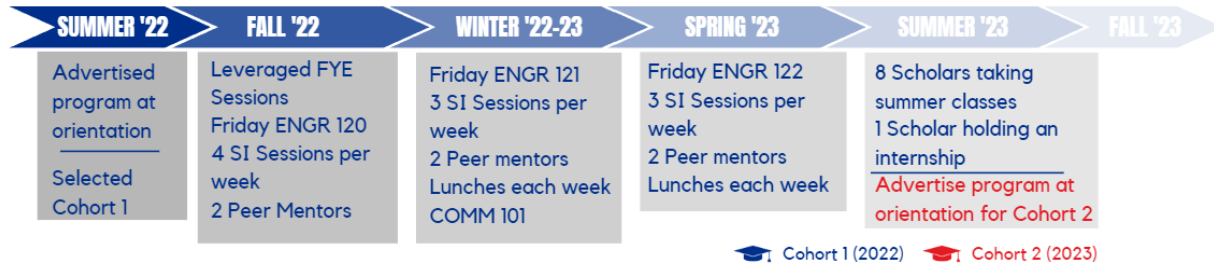 SUMMER '22
FALL '22
WINTER '22-23
SPRING '23
SUMMER '23
FALL '23
Advertised
program at
orientation
Selected
Cohort 1
Leveraged FYE
Sessions
Friday ENGR 120
4 SI Sessions per
week
2 Peer Mentors
Friday ENGR 121
3 SI Sessions per
week
2 Peer mentors
Lunches each week
COMM 101
Friday ENGR 122
3 SI Sessions per
week
2 Peer mentors
Lunches each week
8 Scholars taking
summer classes
1 Scholar holding an
internship
Advertise program at
orientation for Cohort 2
Cohort 1 (2022)
Cohort 2 (2023)